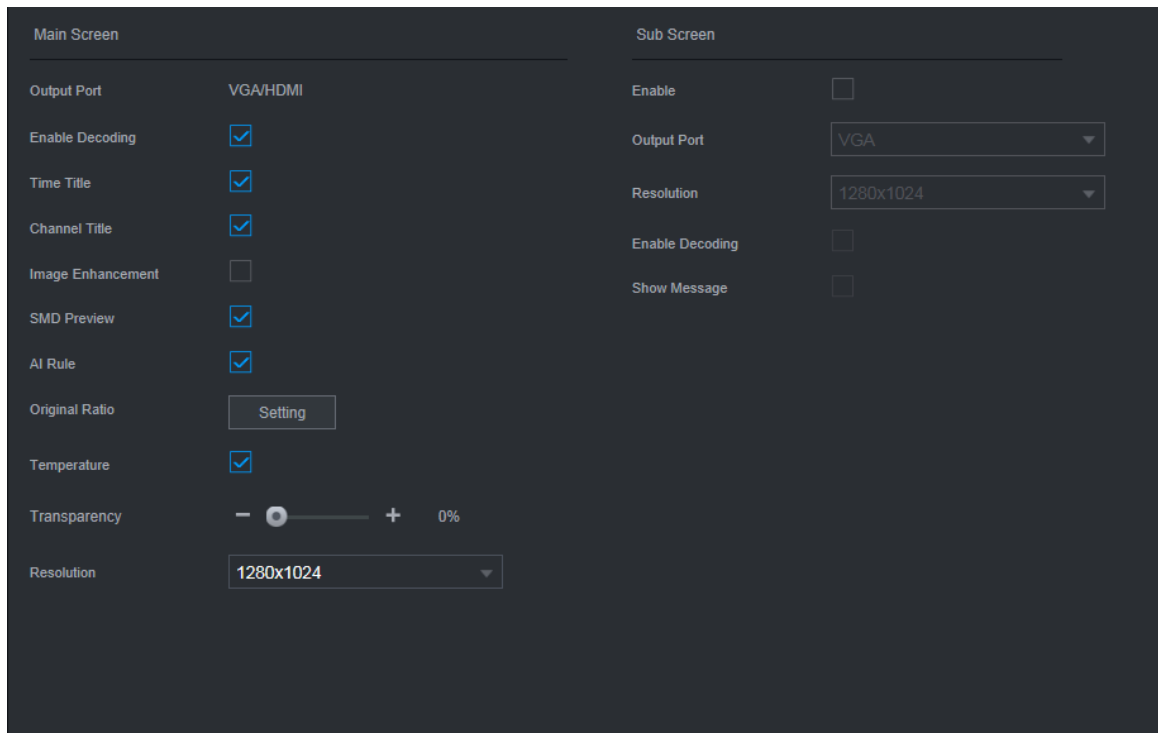 Main Screen
Output Port VGA/HDMI
Enable Decoding
Time Title
Channel Title
Image Enhancement
SMD Preview
AI Rule
Original Ratio Setting
Temperature
Transparency 0%
Resolution 1280x1024
Sub Screen
Enable
Output Port VGA
Resolution 1280x1024
Enable Decoding
Show Message